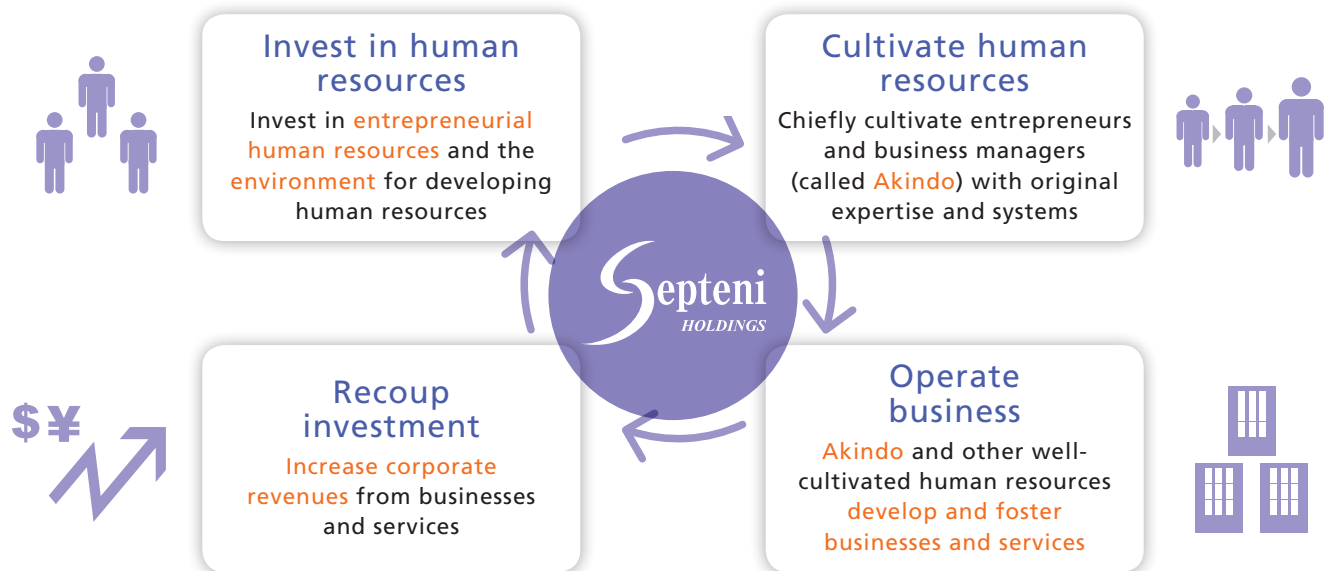 Invest in human
resources
Invest in entrepreneurial
human resources and the
environment for developing
human resources
Cultivate human
resources
Chiefly cultivate entrepreneurs
and business managers
(called Akindo) with original
expertise and systems
Septeni
HOLDINGS
$ ¥
Recoup
investment
Increase corporate
revenues from businesses
and services
Operate
business
Akindo and other well-
cultivated human resources
develop and foster
businesses and services